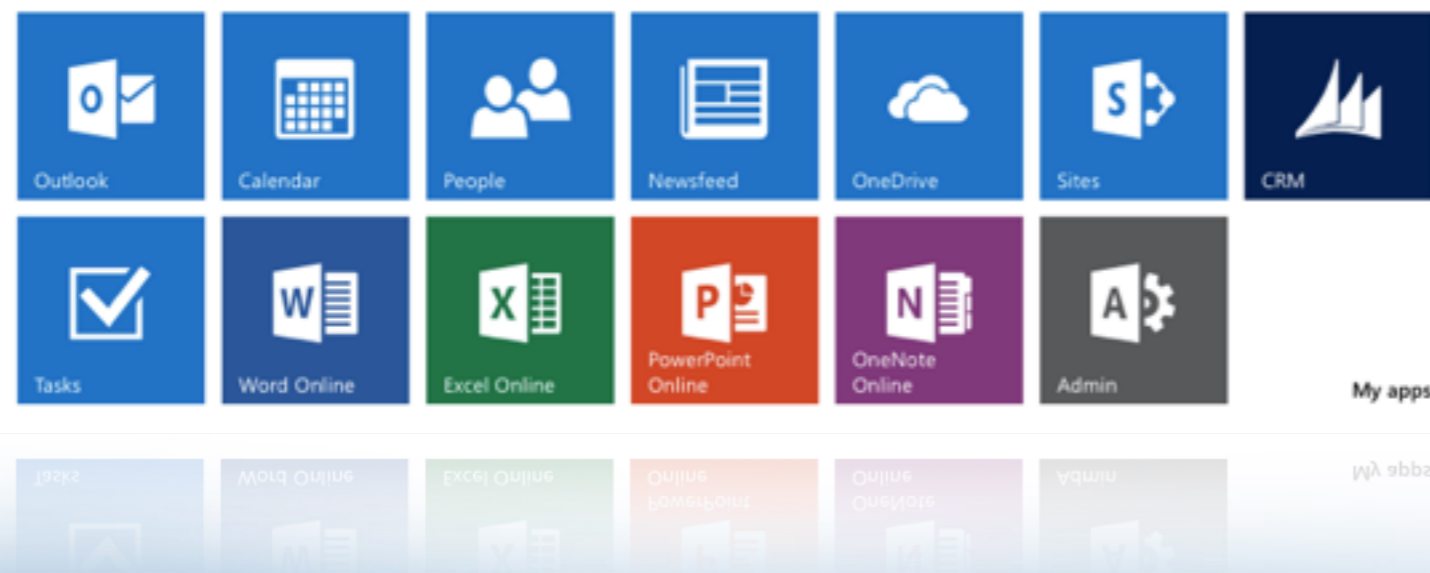 Outlook
Calendar
People
Newsfeed
OneDrive
Sites
CRM
Tasks
Word Online
Excel Online
PowerPoint
Online
OneNote
Online
Admin
My apps